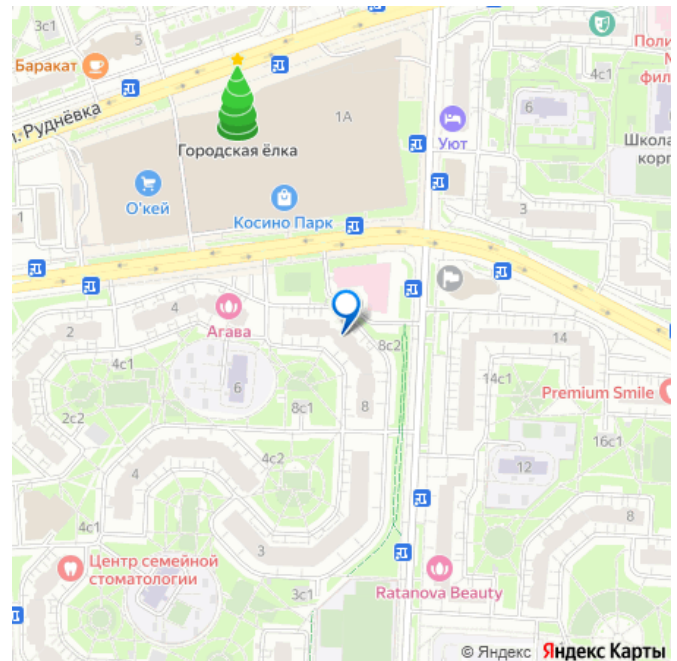 3с1
5
Баракат
4с1
Поли
фил
6
1А
Уют
Школа
корп
л. Руднёвка
Городская ёлка
О'кей
Косино Парк
1
3
4
Агава
2
4с1
8с2
14
6
8с1
8
14с1
Premium Smile
2с2
4с2
16с1
12
4
8
4с1
3
Центр семейной
стоматологии
3с1
Ratanova Beauty
© Яндекс Яндекс Карты